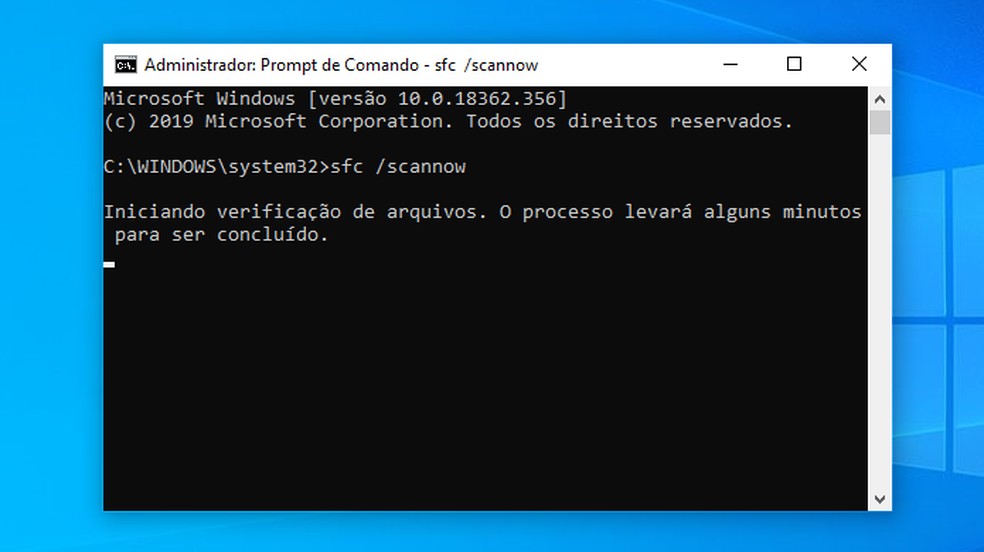 Administrador: Prompt de Comando - sfc /scannow
Microsoft Windows [versão 10.0.18362.356]
(c) 2019 Microsoft Corporation. Todos os direitos reservados.
C:\WINDOWS\system32>sfc /scannow
Iniciando verificação de arquivos. O processo levará alguns minutos
para ser concluído.